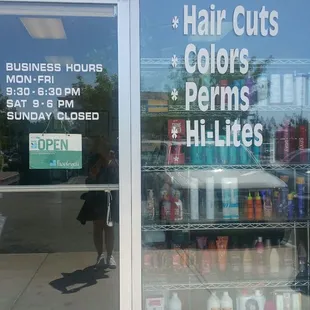 BUSINESS HOURS
MON-FRI
9:30-6:30 PM
SAT 9-6 PM
SUNDAY CLOSED
OPEN
Hair Cuts
Colors
Perms
Hi-Lites